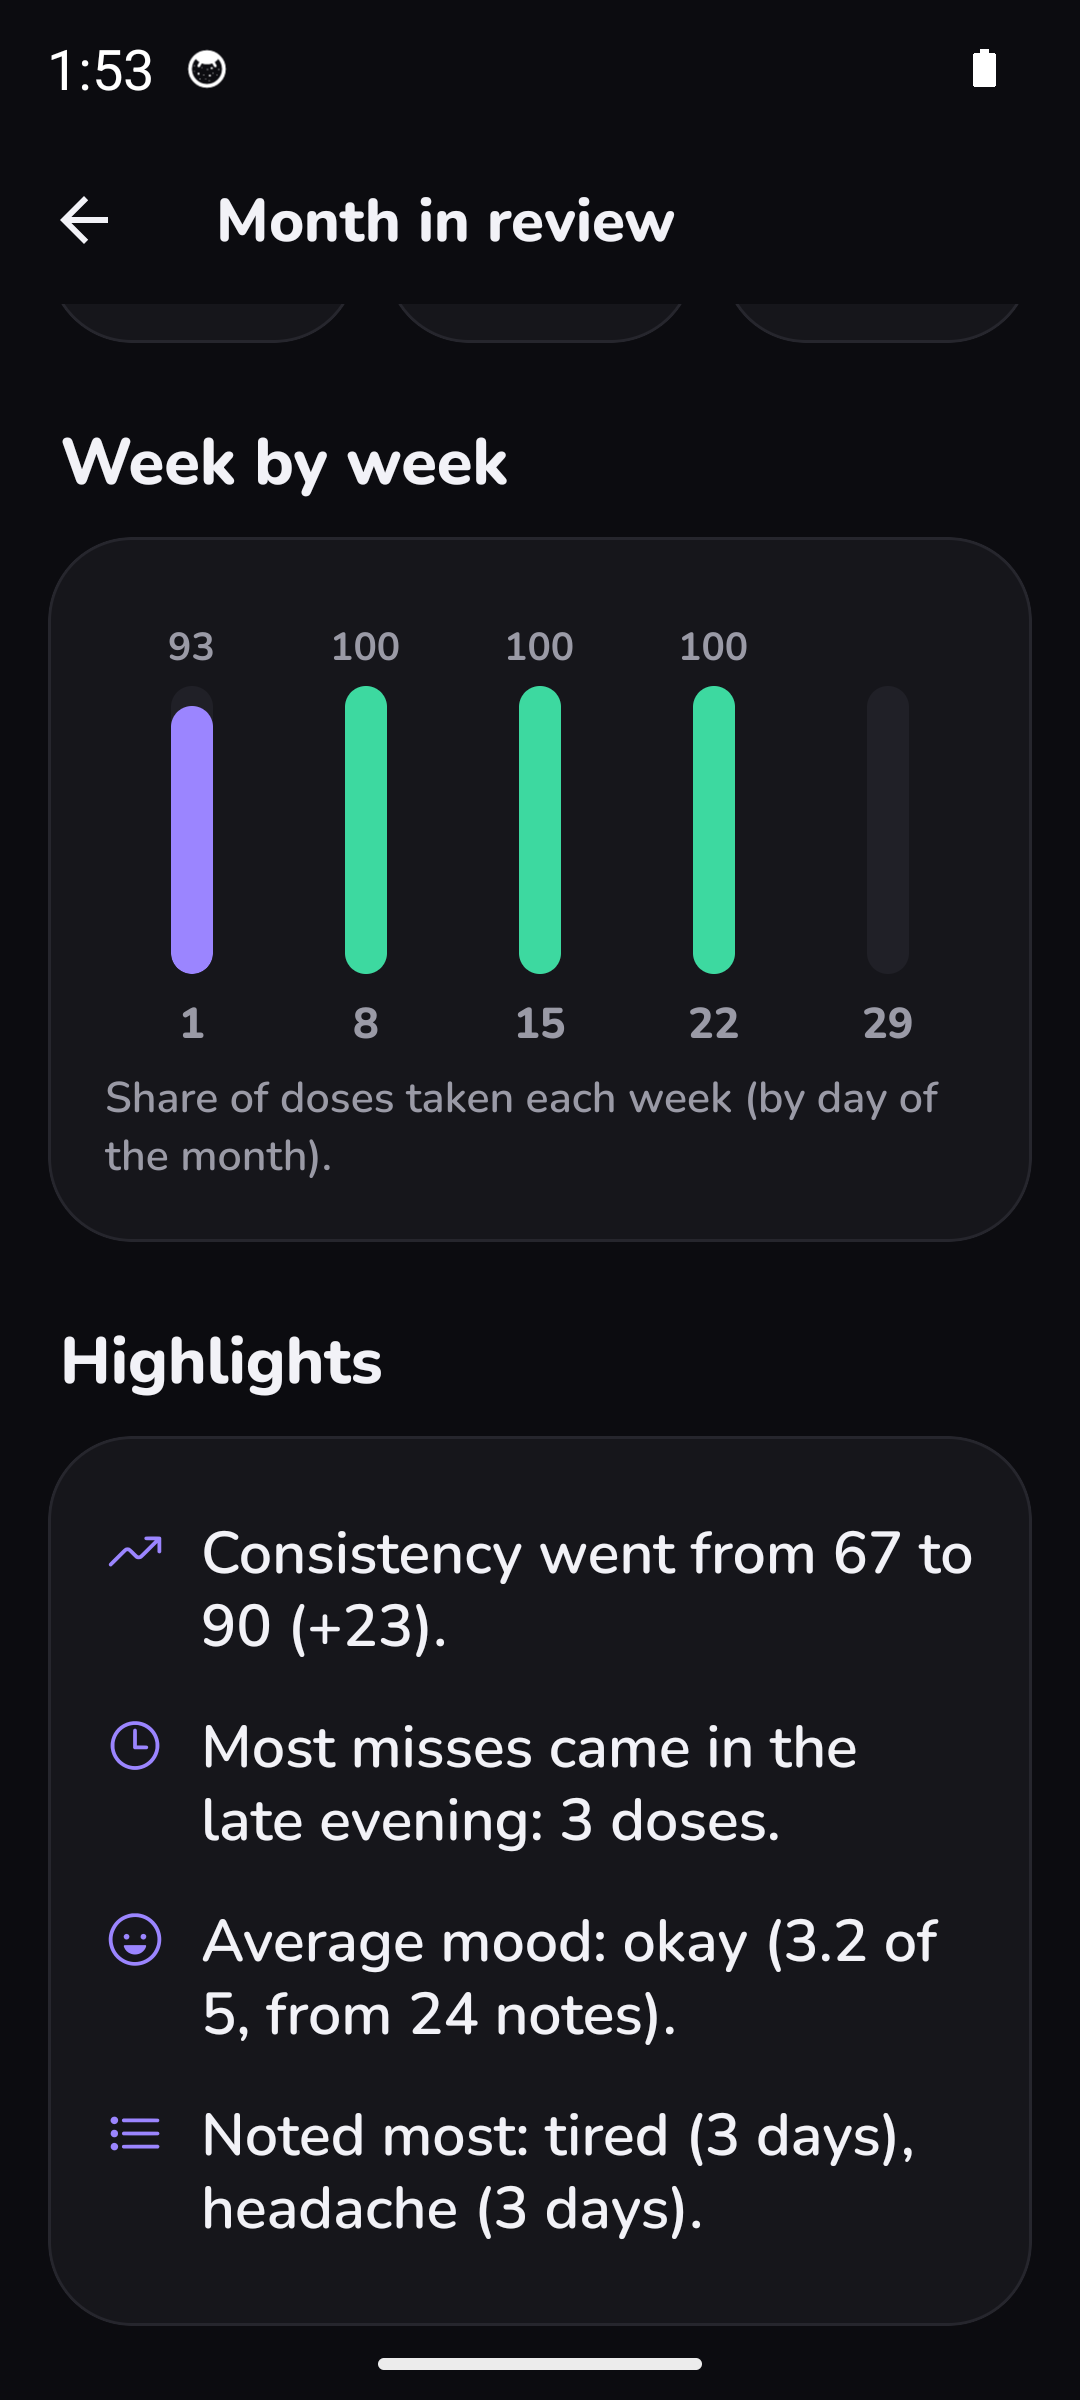 1:53
Month in review
Week by week
93 100 100 100
1 8 15 22 29
Share of doses taken each week (by day of
the month).
Highlights
Consistency went from 67 to
90 (+23).
Most misses came in the
late evening: 3 doses.
Average mood: okay (3.2 of
5, from 24 notes).
Noted most: tired (3 days),
headache (3 days).